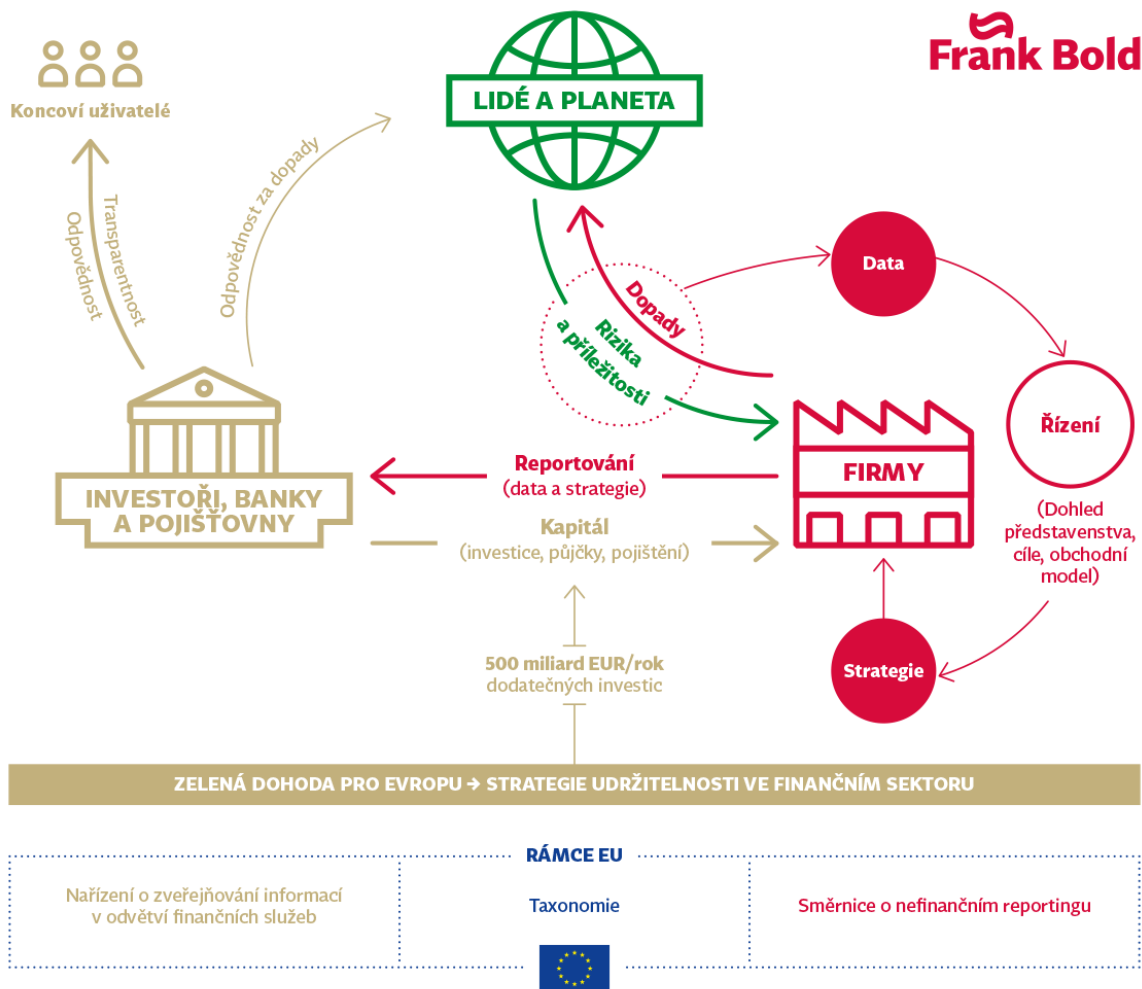 Frank Bold
Koncoví uživatelé
LIDÉ A PLANETA
Transparentnost
Odpovědnost
Odpovědnost za dopady
Dopady
Rizika
a příležitosti
Data
Řízení
(Dohled
představenstva,
cíle, obchodní
model)
Strategie
FIRMY
Reportování
(data a strategie)
INVESTOŘI, BANKY
A POJIŠŤOVNY
Kapitál
(investice, půjčky, pojištění)
500 miliard EUR/rok
dodatečných investic
ZELENÁ DOHODA PRO EVROPU → STRATEGIE UDRŽITELNOSTI VE FINANČNÍM SEKTORU
RÁMCE EU
Nařízení o zveřejňování informací
v odvětví finančních služeb
Taxonomie
Směrnice o nefinančním reportingu